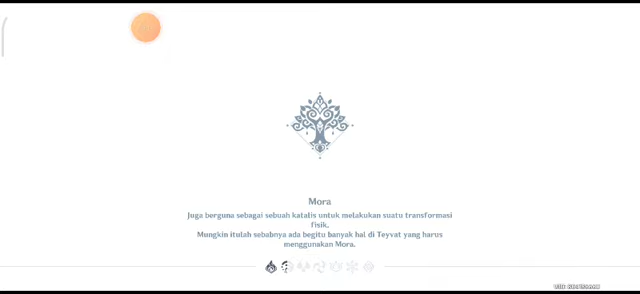 Mora
Juga berguna sebagai sebuah katalis untuk melakukan suatu transformasi
fisik.
Mungkin itulah sebabnya ada begitu banyak hal di Teyvat yang harus
menggunakan Mora.